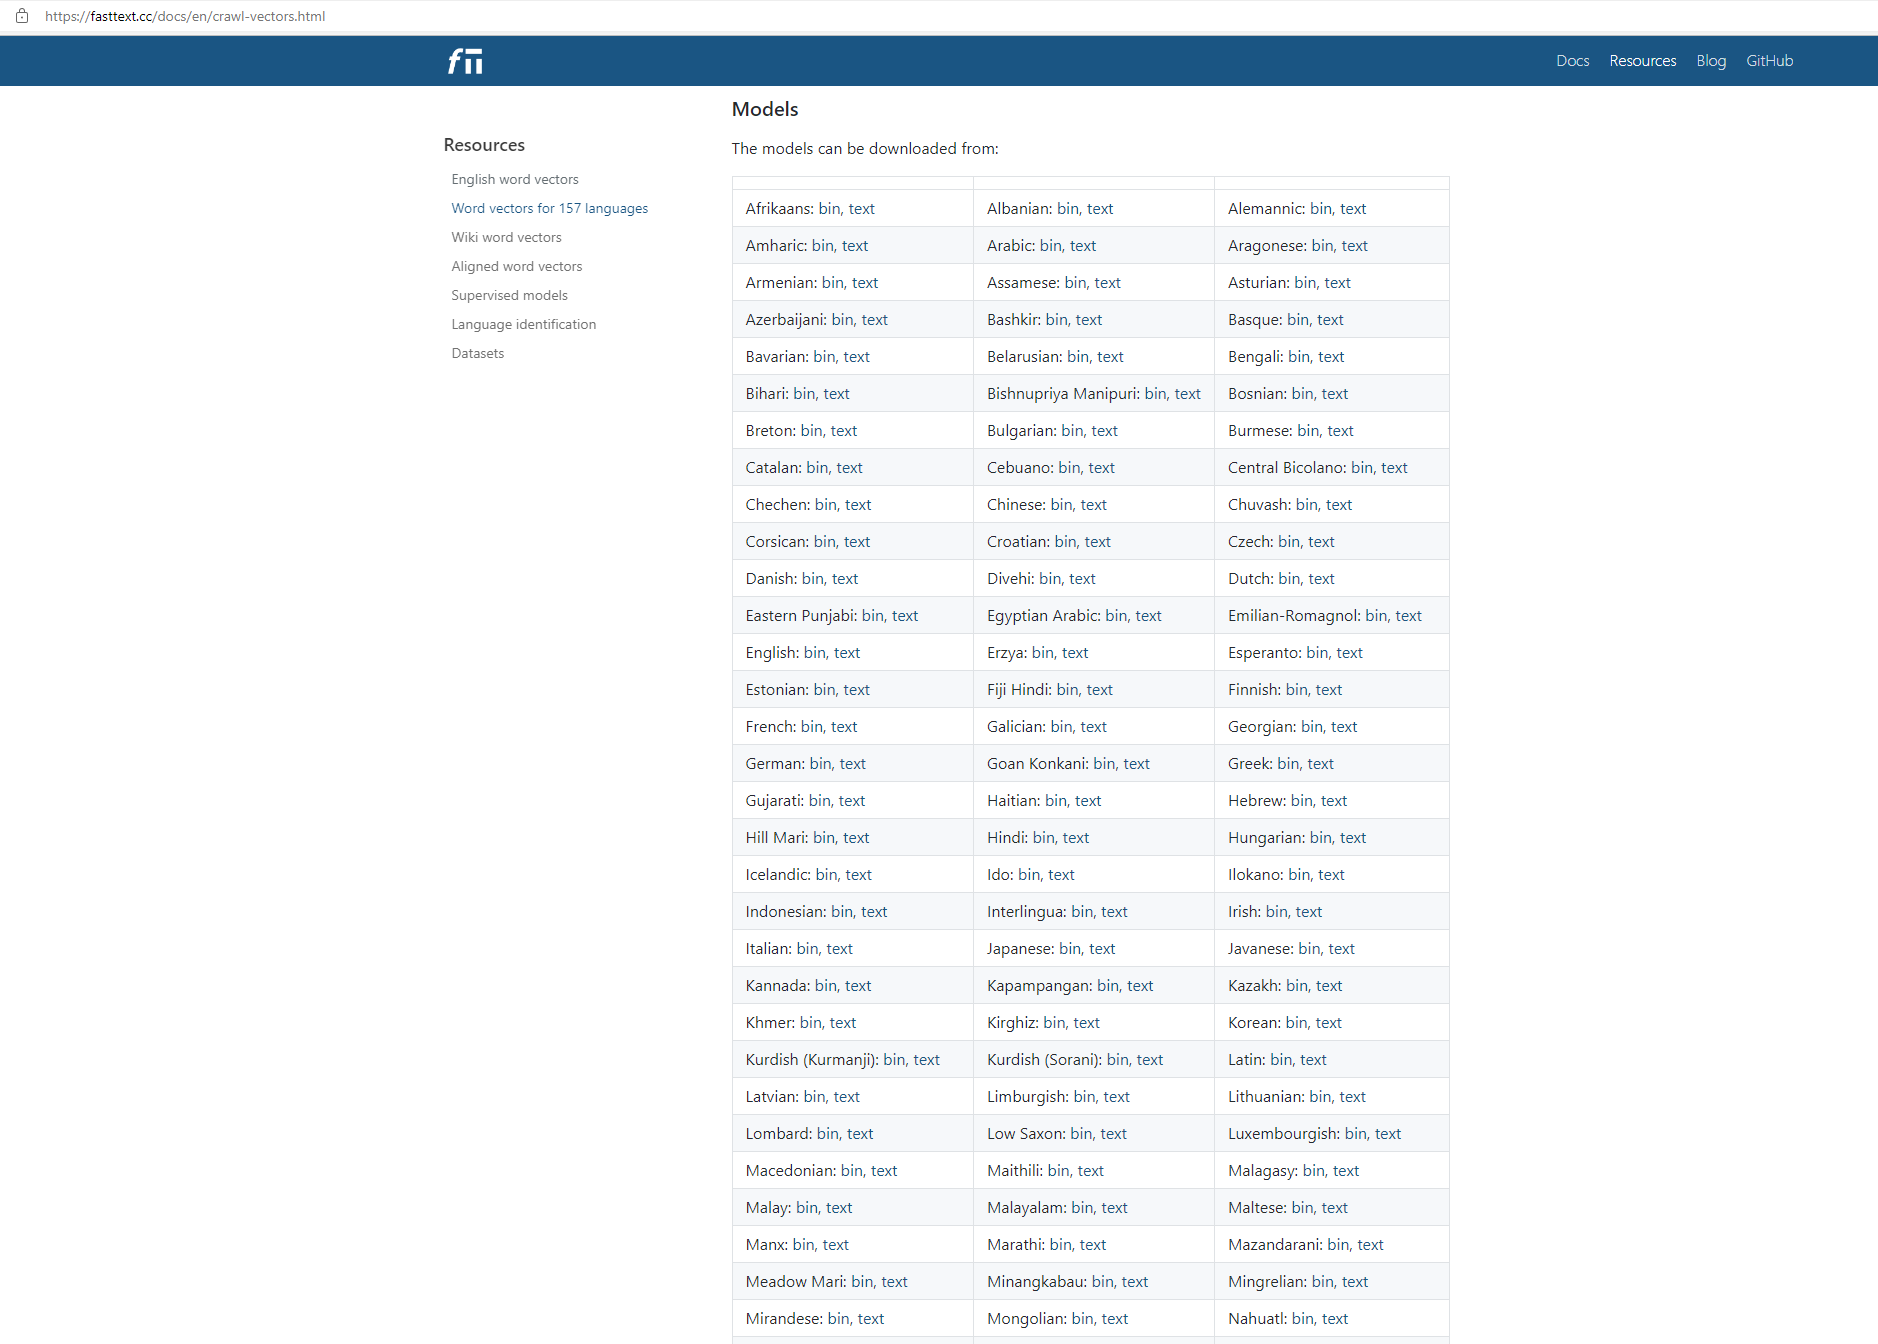 https://fasttext.cc/docs/en/crawl-vectors.html
Docs Resources Blog GitHub
Resources
English word vectors
Word vectors for 157 languages
Wiki word vectors
Aligned word vectors
Supervised models
Language identification
Datasets
Models
The models can be downloaded from:
Afrikaans: bin, text Albanian: bin, text Alemannic: bin, text
Amharic: bin, text Arabic: bin, text Aragonese: bin, text
Armenian: bin, text Assamese: bin, text Asturian: bin, text
Azerbaijani: bin, text Bashkir: bin, text Basque: bin, text
Bavarian: bin, text Belarusian: bin, text Bengali: bin, text
Bihari: bin, text Bishnupriya Manipuri: bin, text Bosnian: bin, text
Breton: bin, text Bulgarian: bin, text Burmese: bin, text
Catalan: bin, text Cebuano: bin, text Central Bicolano: bin, text
Chechen: bin, text Chinese: bin, text Chuvash: bin, text
Corsican: bin, text Croatian: bin, text Czech: bin, text
Danish: bin, text Divehi: bin, text Dutch: bin, text
Eastern Punjabi: bin, text Egyptian Arabic: bin, text Emilian-Romagnol: bin, text
English: bin, text Erzya: bin, text Esperanto: bin, text
Estonian: bin, text Fiji Hindi: bin, text Finnish: bin, text
French: bin, text Galician: bin, text Georgian: bin, text
German: bin, text Goan Konkani: bin, text Greek: bin, text
Gujarati: bin, text Haitian: bin, text Hebrew: bin, text
Hill Mari: bin, text Hindi: bin, text Hungarian: bin, text
Icelandic: bin, text Ido: bin, text Ilokano: bin, text
Indonesian: bin, text Interlingua: bin, text Irish: bin, text
Italian: bin, text Japanese: bin, text Javanese: bin, text
Kannada: bin, text Kapampangan: bin, text Kazakh: bin, text
Khmer: bin, text Kirghiz: bin, text Korean: bin, text
Kurdish (Kurmanji): bin, text Kurdish (Sorani): bin, text Latin: bin, text
Latvian: bin, text Limburgish: bin, text Lithuanian: bin, text
Lombard: bin, text Low Saxon: bin, text Luxembourgish: bin, text
Macedonian: bin, text Maithili: bin, text Malagasy: bin, text
Malay: bin, text Malayalam: bin, text Maltese: bin, text
Manx: bin, text Marathi: bin, text Mazandarani: bin, text
Meadow Mari: bin, text Minangkabau: bin, text Mingrelian: bin, text
Mirandese: bin, text Mongolian: bin, text Nahuatl: bin, text